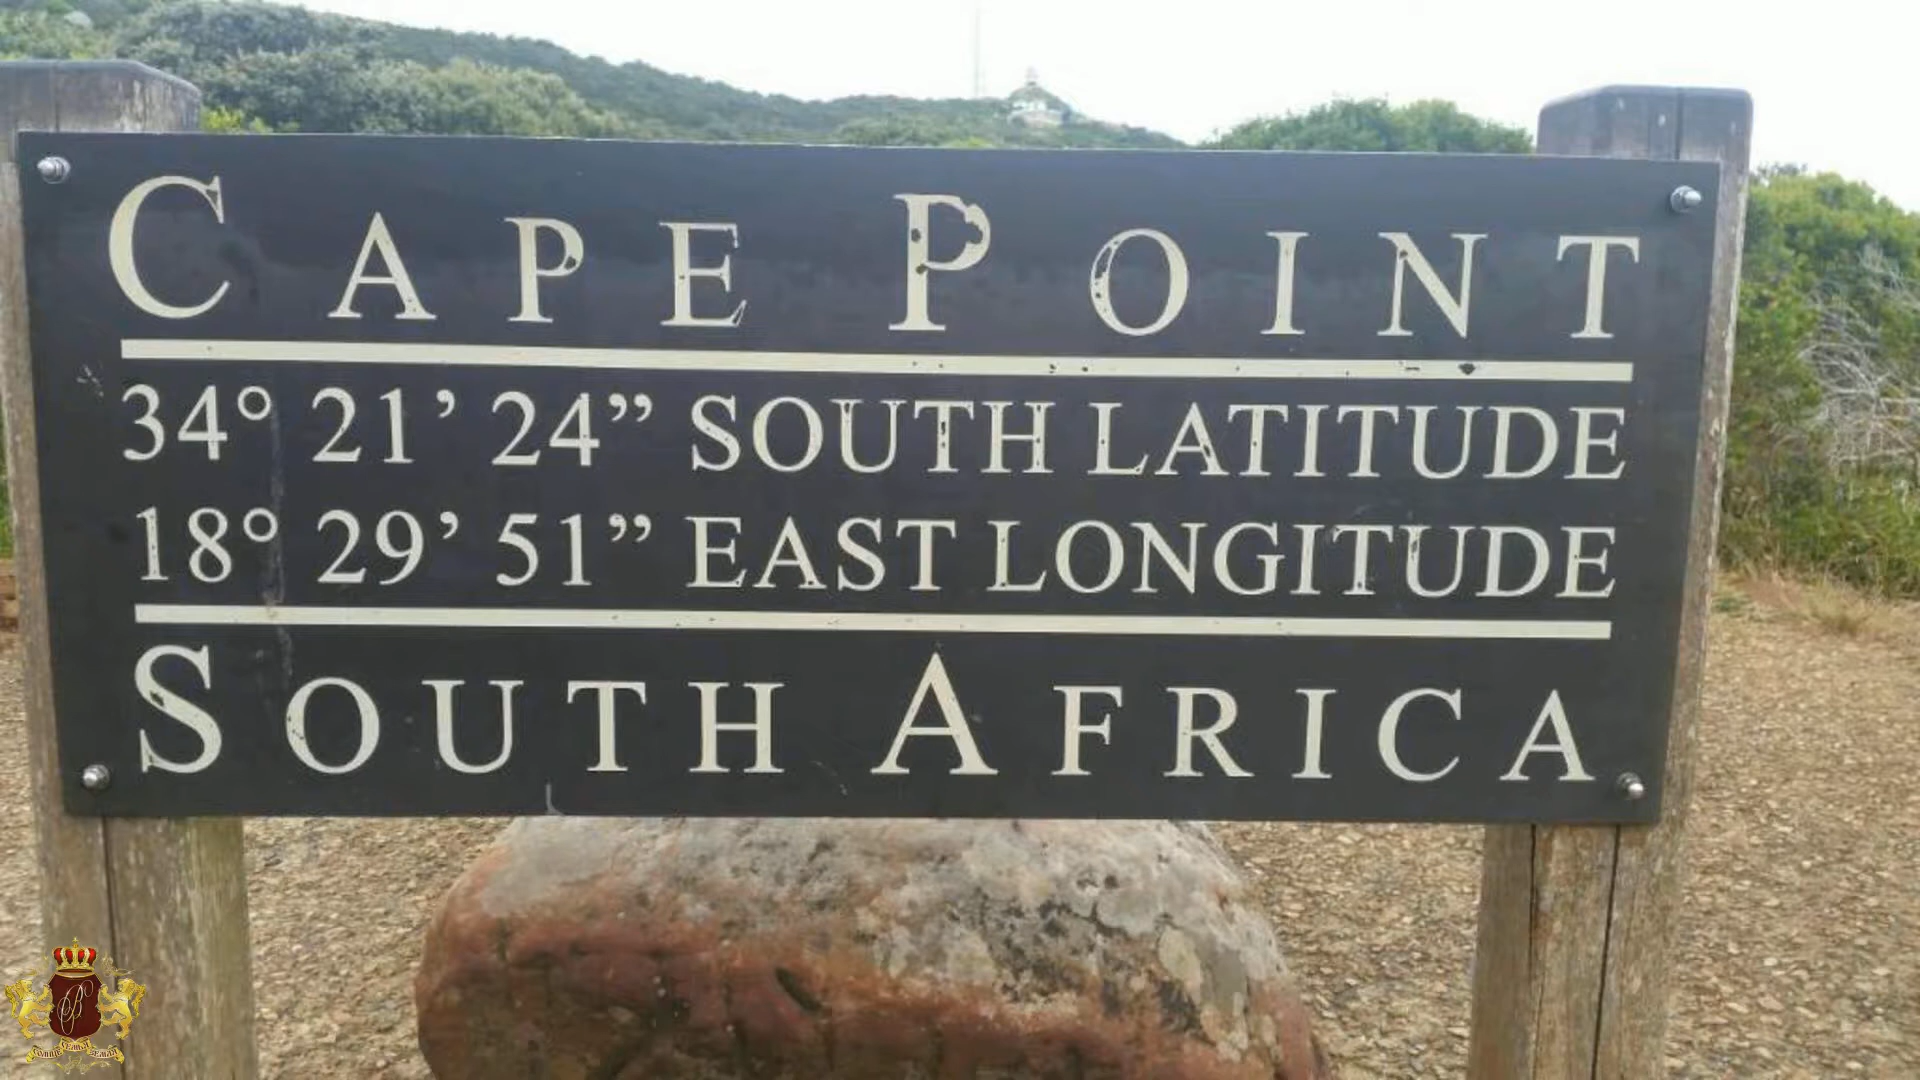 CAPE POINT
34° 21’ 24” SOUTH LATITUDE
18° 29’ 51” EAST LONGITUDE
SOUTH AFRICA